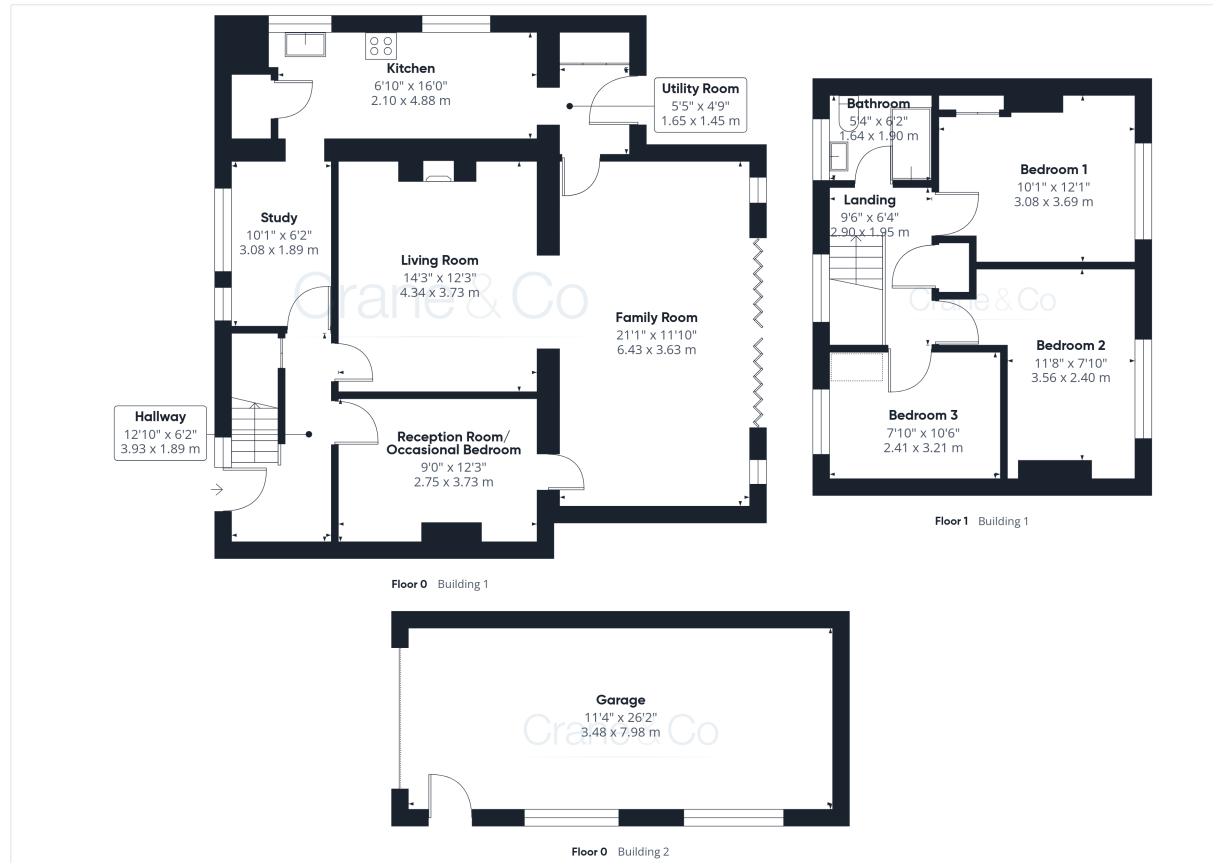 Kitchen
6'10" x 16'0"
2.10 x 4.88 m
Utility Room
5'5" x 4'9"
1.65 x 1.45 m
Study
10'1" x 6'2"
3.08 x 1.89 m
Living Room
14'3" x 12'3"
4.34 x 3.73 m
Crane & Co
Family Room
21'1" x 11'10"
6.43 x 3.63 m
Hallway
12'10" x 6'2"
3.93 x 1.89 m
Reception Room/
Occasional Bedroom
9'0" x 12'3"
2.75 x 3.73 m
Floor 0 Building 1
Bathroom
5'4" x 6'2"
1.64 x 1.90 m
Bedroom 1
10'1" x 12'1"
3.08 x 3.69 m
Landing
9'6" x 6'4"
2.90 x 1.95 m
Crane & Co
Bedroom 2
11'8" x 7'10"
3.56 x 2.40 m
Bedroom 3
7'10" x 10'6"
2.41 x 3.21 m
Floor 1 Building 1
Garage
11'4" x 26'2"
3.48 x 7.98 m
Crane & Co
Floor 0 Building 2